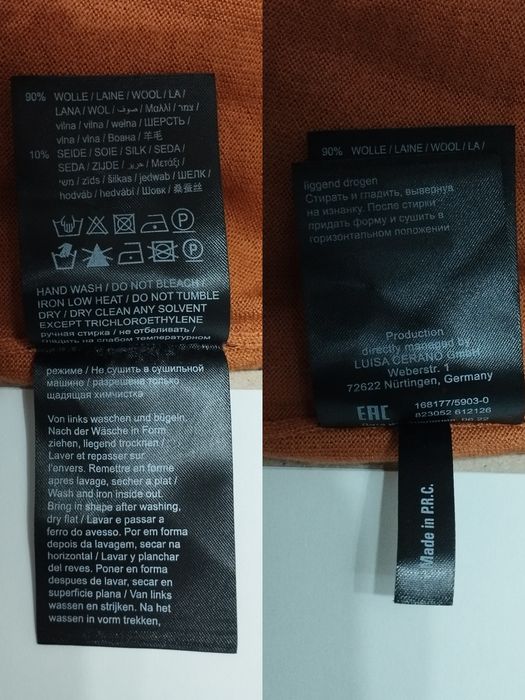 90% WOLLE / LAINE / WOOL / LA /
LANA / WOL / صوف / Μαλλί / צמר /
vilna / vilna / wełna / ШЕРСТЬ /
vlna / vlna / Вовна / 羊毛
10% SEIDE / SOIE / SILK / SEDA /
SEDA / ZIJDE / حرير / Μετάξι /
משי / zīds / šilkas / jedwab / ШЕЛК /
hodváb / hedvábí / Шовк / 桑蚕丝
HAND WASH / DO NOT BLEACH /
IRON LOW HEAT / DO NOT TUMBLE
DRY / DRY CLEAN ANY SOLVENT
EXCEPT TRICHLOROETHYLENE
ручная стирка / не отбеливать /
гладить на слабом температурном
режиме / Не сушить в сушильной
машине / разрешена только
щадящая химчистка
Von links waschen und bügeln.
Nach der Wäsche in Form
ziehen, liegend trocknen /
Laver et repasser sur
l'envers. Remettre en forme
apres lavage, secher a plat /
Wash and iron inside out.
Bring in shape after washing,
dry flat / Lavar e passar a
ferro do avesso. Por em forma
depois da lavagem, secar na
horizontal / Lavar y planchar
del reves. Poner en forma
despues de lavar, secar en
superficie plana / Van links
wassen en strijken. Na het
wassen in vorm trekken,
90% WOLLE / LAINE / WOOL / LA /
liggend drogen
Стирать и гладить, вывернув
на изнанку. После стирки
придать форму и сушить в
горизонтальном положении
Production
directly managed by
LUISA CERANO GmbH
Weberstr. 1
72622 Nürtingen, Germany
EAC 168177/5903-0
823052 612126
06.22
Made in P.R.C.